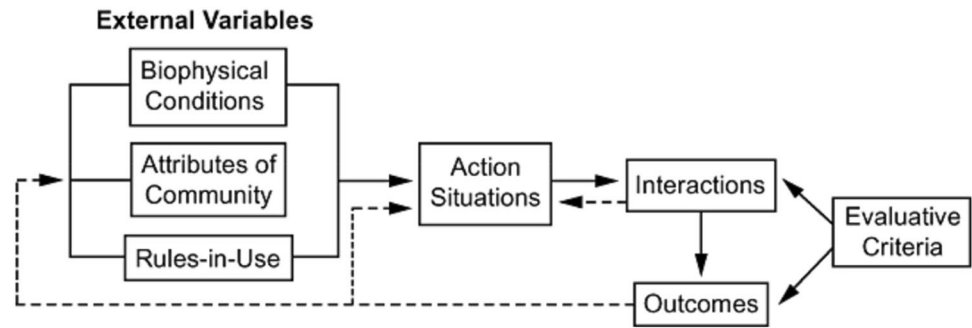 External Variables
Biophysical
Conditions
Attributes of
Community
Rules-in-Use
Action
Situations
Interactions
Outcomes
Evaluative
Criteria